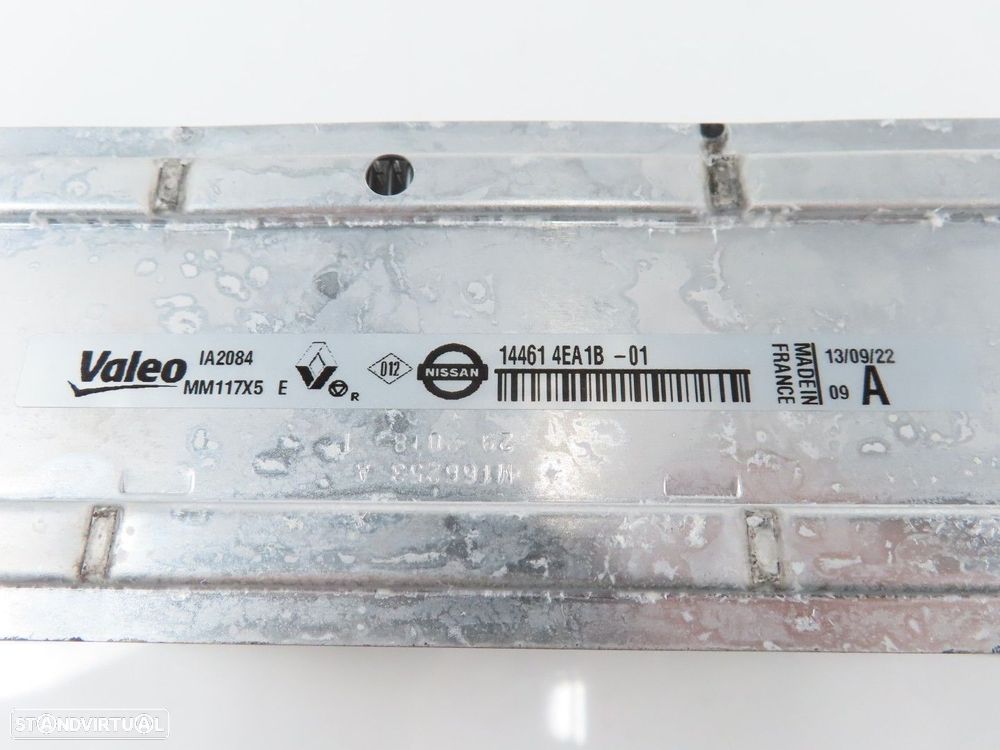 Valeo IA2084
MM117X5 E
R
012
NISSAN
14461 4EA1B -01
MADE IN
FRANCE
13/09/22
09 A
STANDVIRTUAL